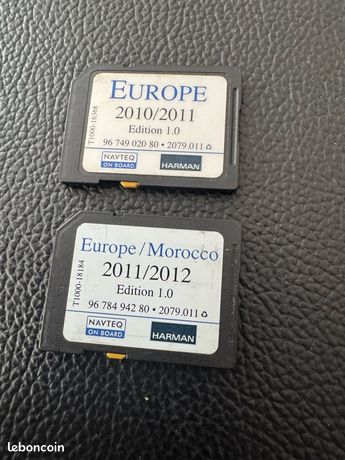 EUROPE
2010/2011
Edition 1.0
96 749 020 80 • 2079.011
T1000-16368
NAVTEQ
ON BOARD
HARMAN
Europe/Morocco
2011/2012
Edition 1.0
96 784 942 80 • 2079.011
T1000-18184
NAVTEQ
ON BOARD
HARMAN
leboncoin